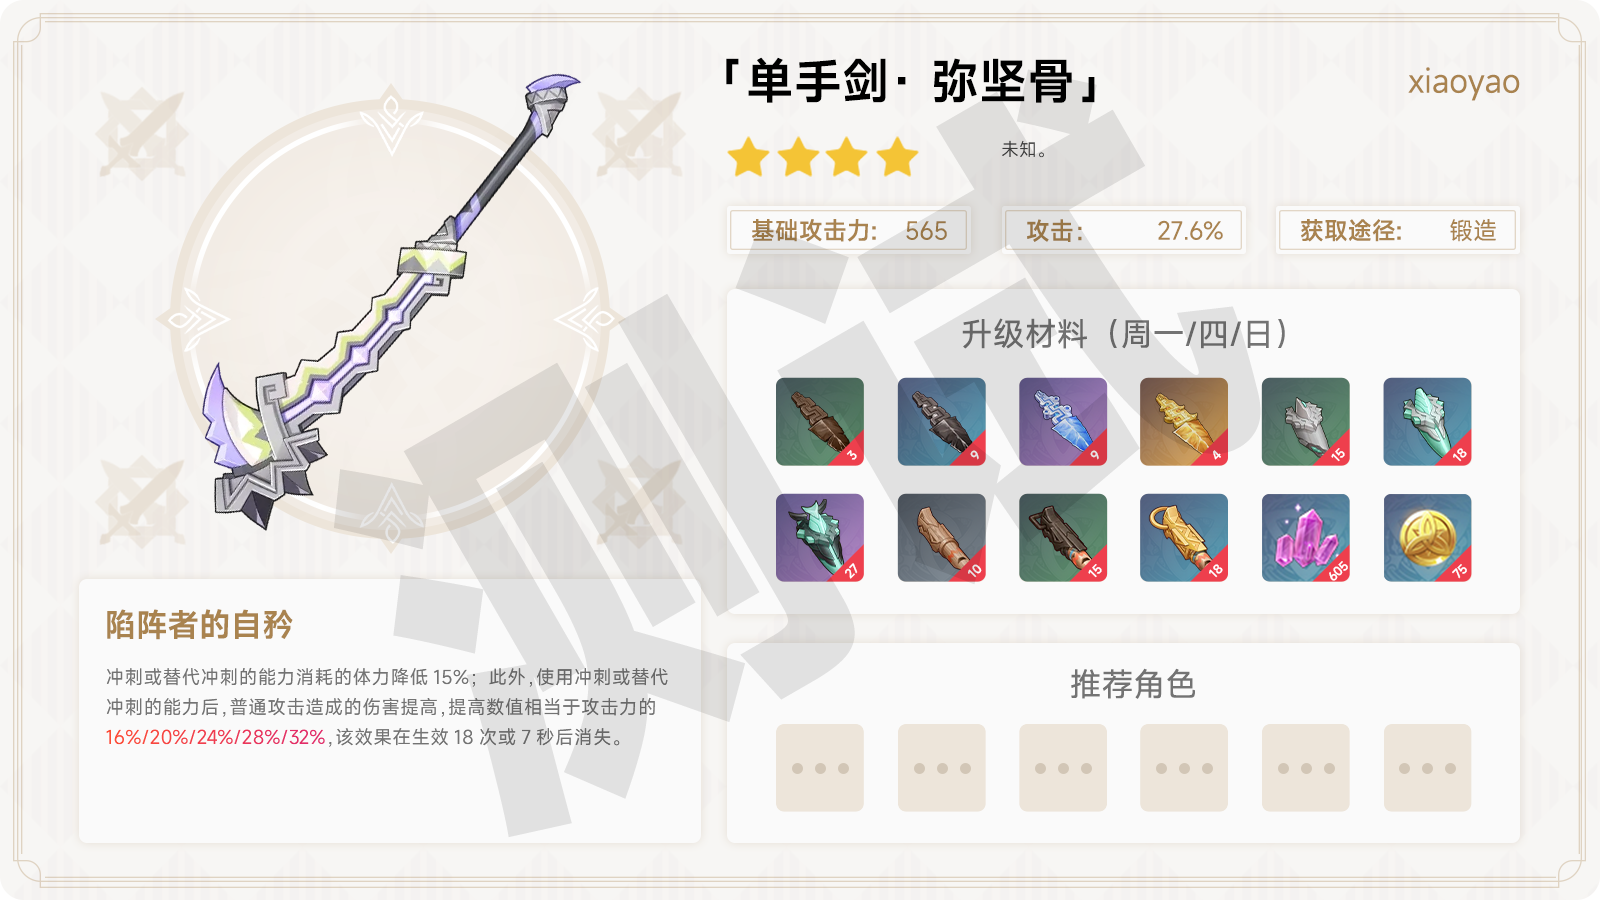 「单手剑· 弥坚骨」
xiaoyao
未知。
基础攻击力: 565
攻击: 27.6%
获取途径: 锻造
升级材料（周一/四/日）
3
9
9
4
15
18
27
10
15
18
605
75
陷阵者的自矜
冲刺或替代冲刺的能力消耗的体力降低 15%；此外,使用冲刺或替代
冲刺的能力后,普通攻击造成的伤害提高,提高数值相当于攻击力的
16%/20%/24%/28%/32%,该效果在生效 18 次或 7 秒后消失。
推荐角色
测试